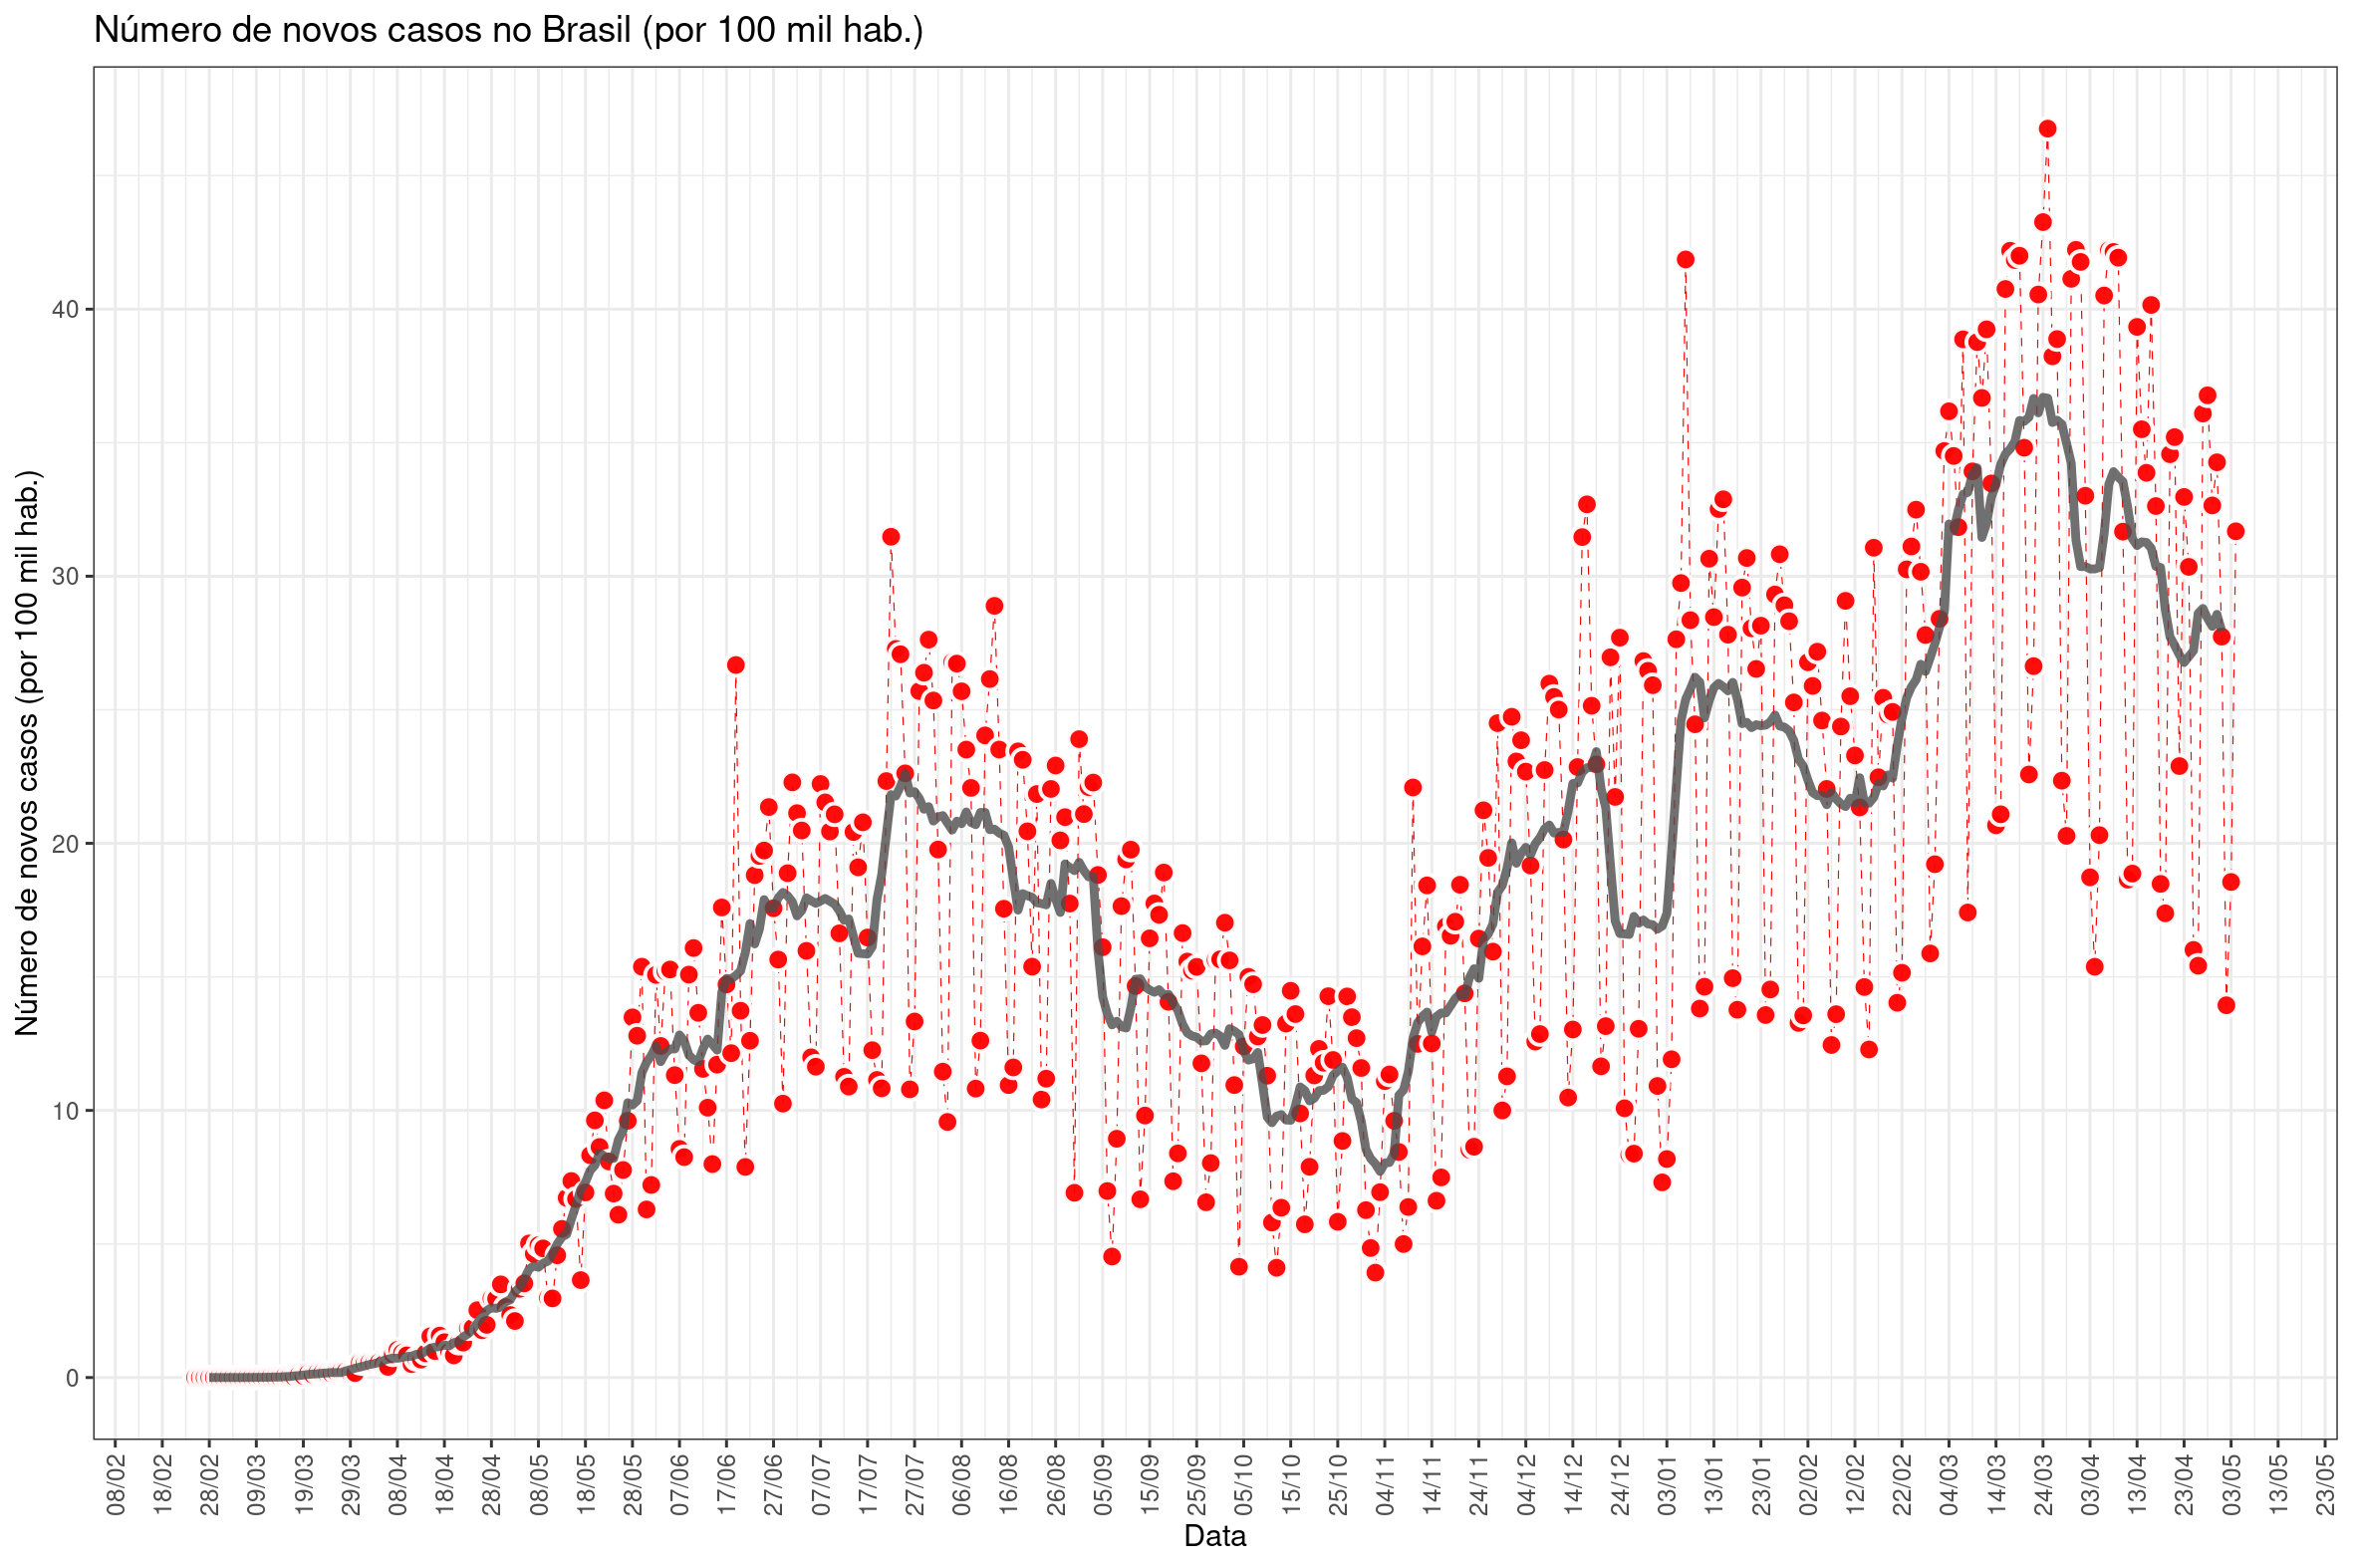 Número de novos casos no Brasil (por 100 mil hab.)
Número de novos casos (por 100 mil hab.)
40
30
20
10
0
08/02 18/02 28/02 09/03 19/03 29/03 08/04 18/04 28/04 08/05 18/05 28/05 07/06 17/06 27/06 07/07 17/07 27/07 06/08 16/08 26/08 05/09 15/09 25/09 05/10 15/10 25/10 04/11 14/11 24/11 04/12 14/12 24/12 03/01 13/01 23/01 02/02 12/02 22/02 04/03 14/03 24/03 03/04 13/04 23/04 03/05 13/05 23/05
Data